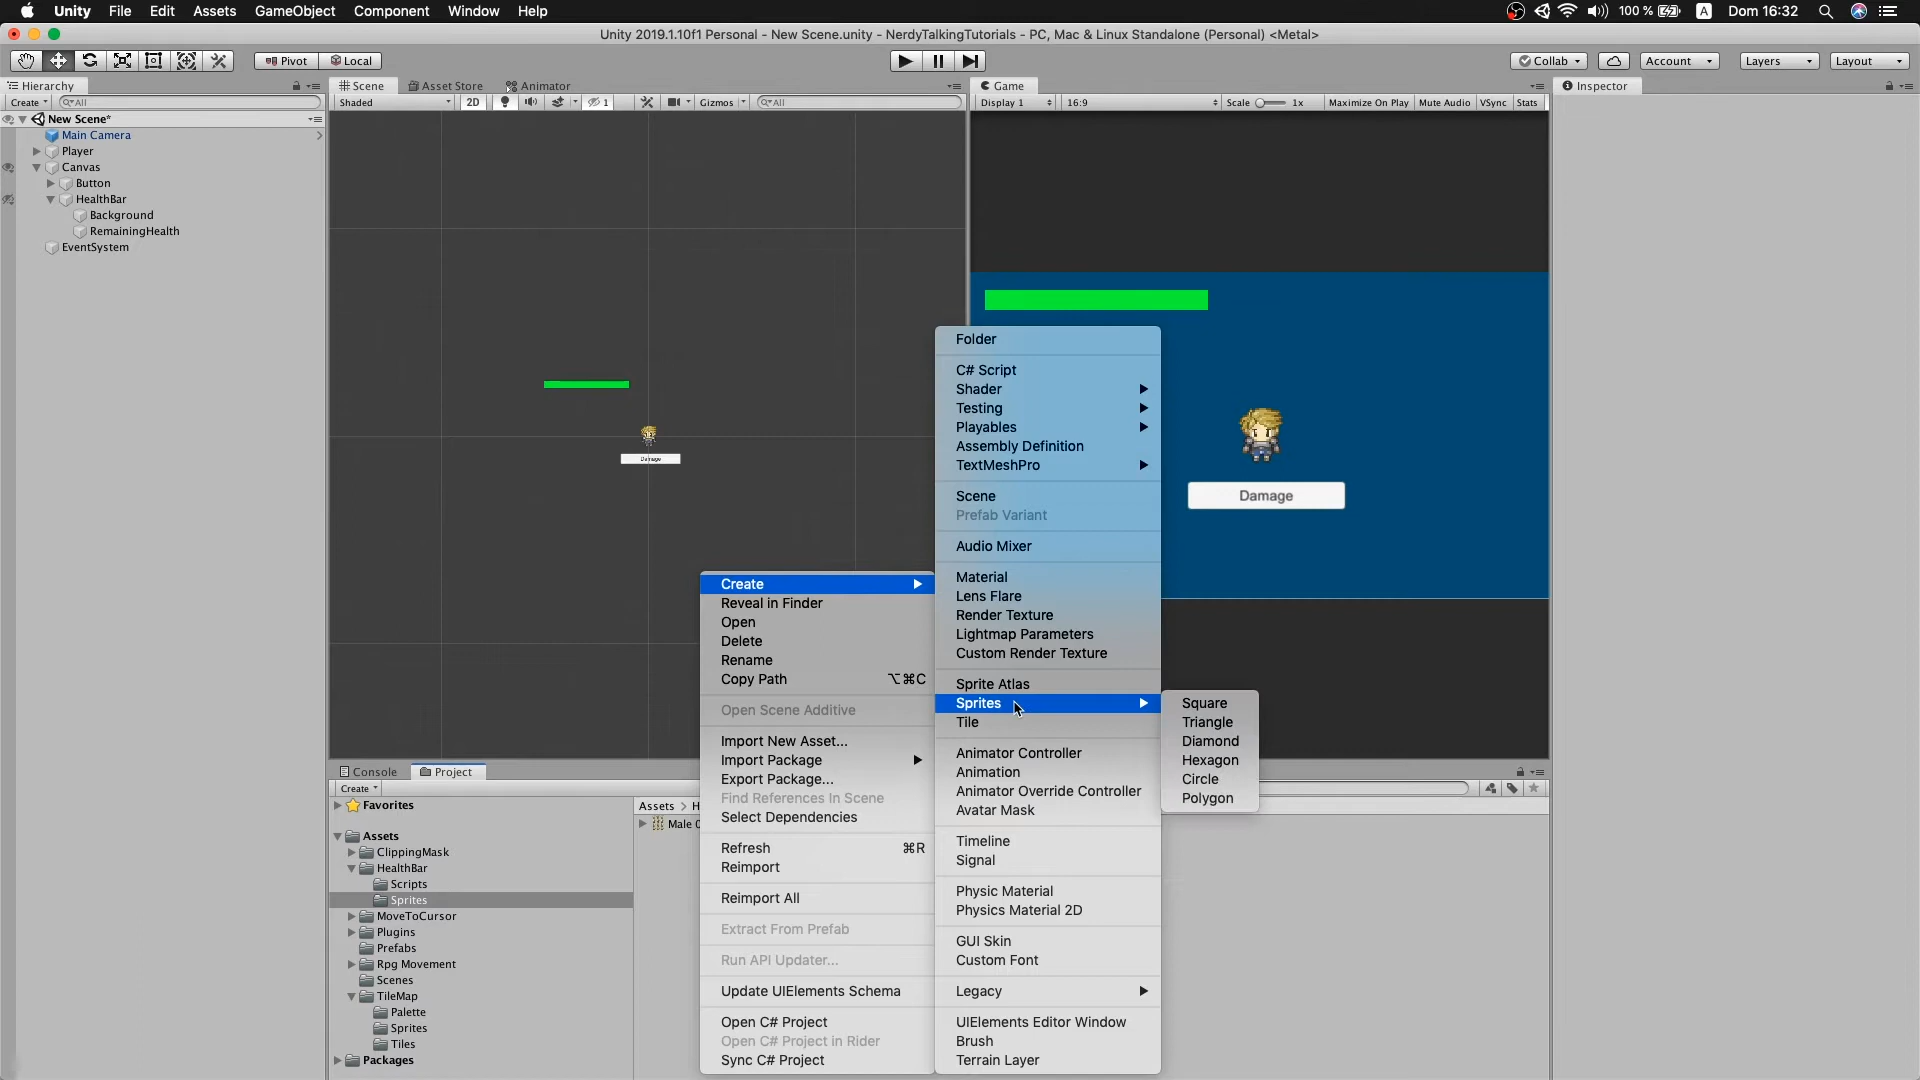 Unity File Edit Assets GameObject Component Window Help 100 % A Dom 16:32
Unity 2019.1.10f1 Personal - New Scene.unity - NerdyTalkingTutorials - PC, Mac & Linux Standalone (Personal) <Metal>
Pivot Local Collab Account Layers Layout
Hierarchy Scene Asset Store Animator Game Inspector
Create All Shaded 2D 1 Gizmos All Display 1 16:9 Scale 1x Maximize On Play Mute Audio VSync Stats
New Scene*
Main Camera
Player
Canvas
Button
HealthBar
Background
RemainingHealth
EventSystem
Damage
Damage
Create
Reveal in Finder
Open
Delete
Rename
Copy Path ⌥⌘C
Open Scene Additive
Import New Asset...
Import Package
Export Package...
Find References In Scene
Select Dependencies
Refresh ⌘R
Reimport
Reimport All
Extract From Prefab
Run API Updater...
Update UIElements Schema
Open C# Project
Open C# Project in Rider
Sync C# Project
Folder
C# Script
Shader
Testing
Playables
Assembly Definition
TextMeshPro
Scene
Prefab Variant
Audio Mixer
Material
Lens Flare
Render Texture
Lightmap Parameters
Custom Render Texture
Sprite Atlas
Sprites
Tile
Animator Controller
Animation
Animator Override Controller
Avatar Mask
Timeline
Signal
Physic Material
Physics Material 2D
GUI Skin
Custom Font
Legacy
UIElements Editor Window
Brush
Terrain Layer
Square
Triangle
Diamond
Hexagon
Circle
Polygon
Console Project
Create
Favorites
Assets
ClippingMask
HealthBar
Scripts
Sprites
MoveToCursor
Plugins
Prefabs
Rpg Movement
Scenes
TileMap
Palette
Sprites
Tiles
Packages
Assets > H
Male 0